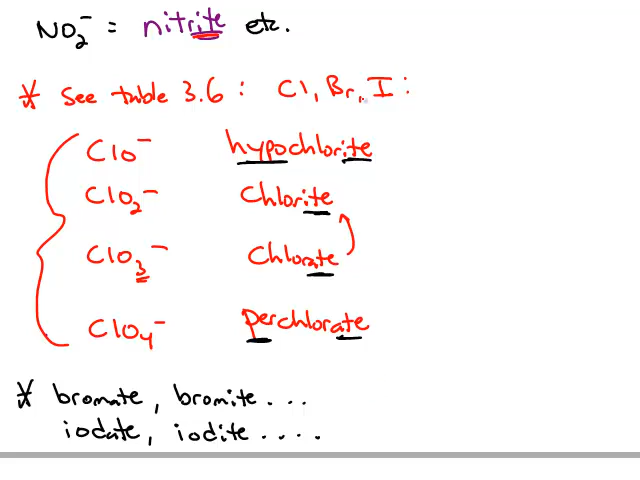 NO₂⁻ = nitrite etc.
* See table 3.6 : Cl, Br, I :
ClO⁻ hypochlorite
ClO₂⁻ Chlorite
ClO₃⁻ Chlorate
ClO₄⁻ perchlorate
* bromate, bromite ...
iodate, iodite ....